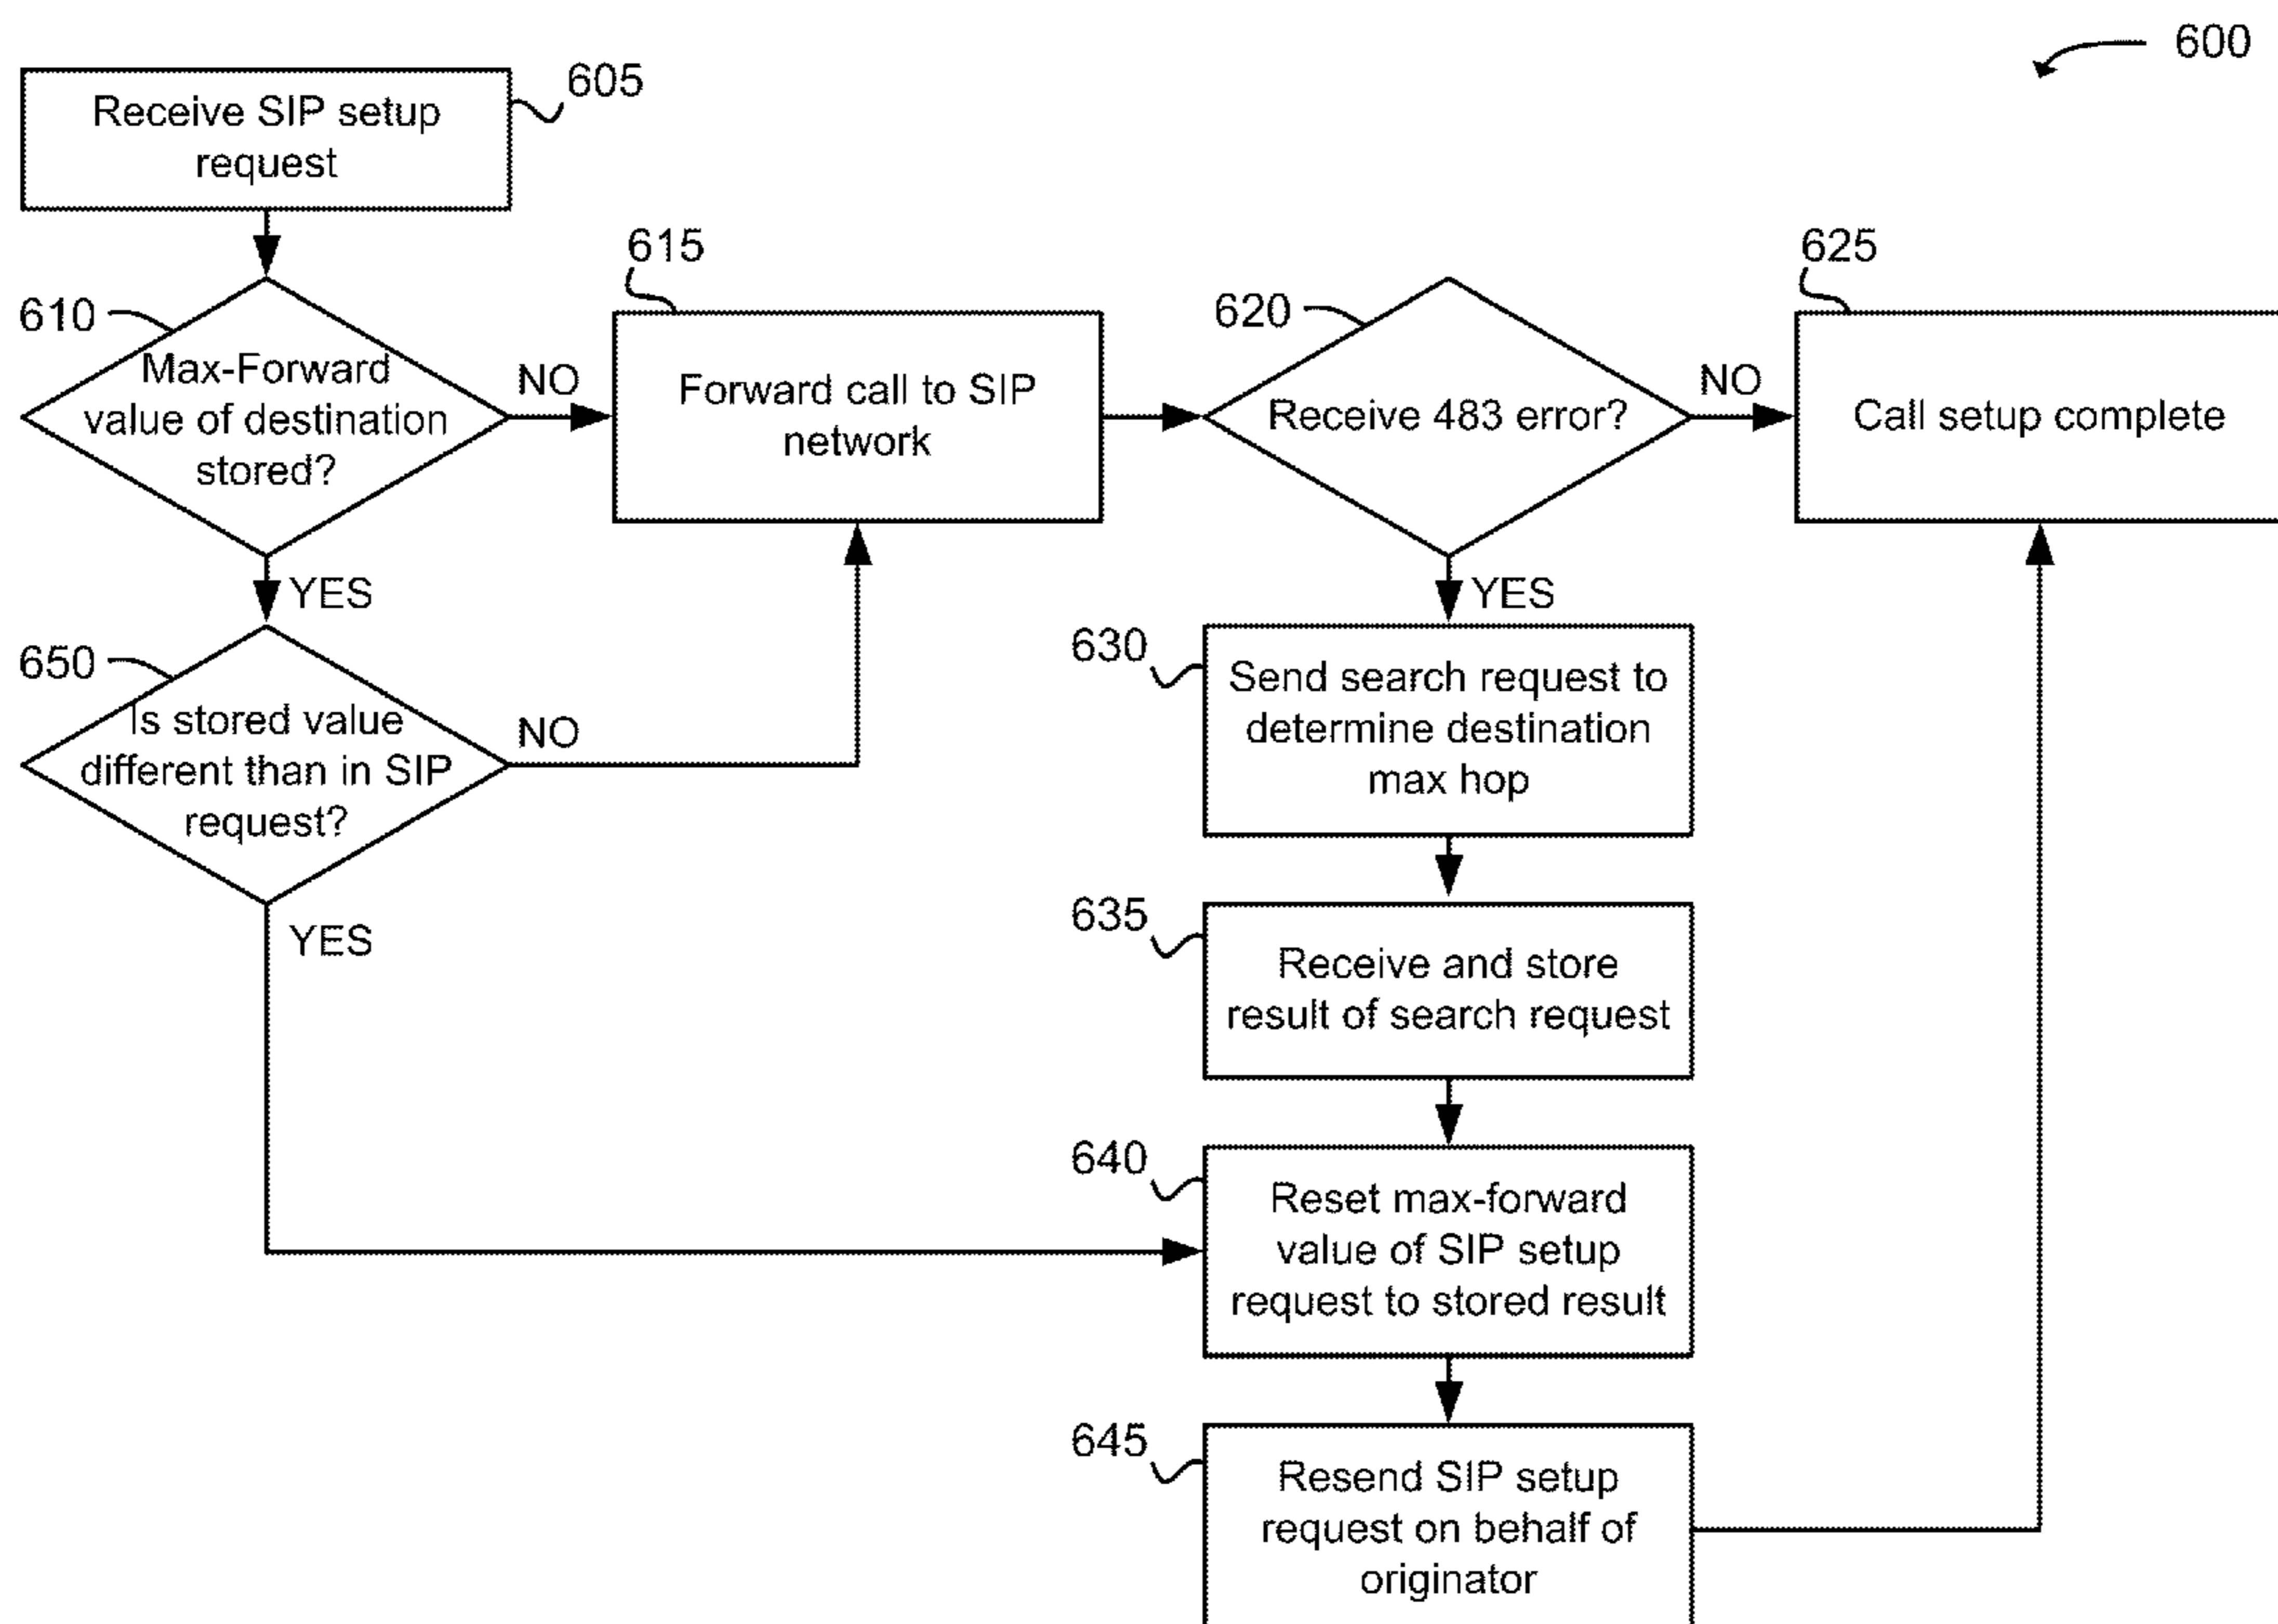 600
605
Receive SIP setup
request
610
Max-Forward
value of destination
stored?
NO
YES
615
Forward call to SIP
network
620
Receive 483 error?
NO
YES
625
Call setup complete
650
Is stored value
different than in SIP
request?
NO
YES
630
Send search request to
determine destination
max hop
635
Receive and store
result of search request
640
Reset max-forward
value of SIP setup
request to stored result
645
Resend SIP setup
request on behalf of
originator